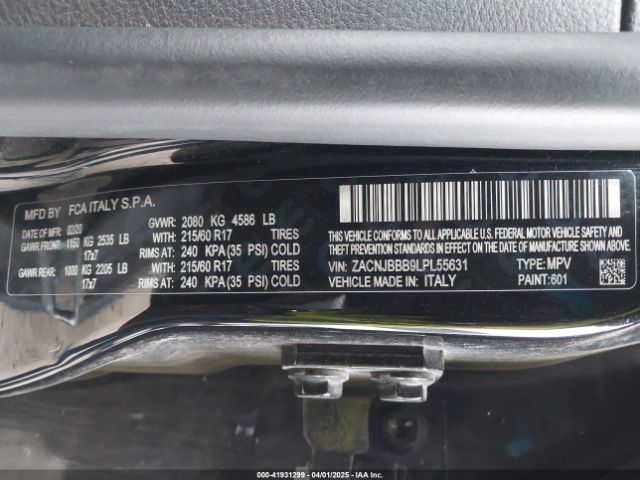 MFD BY FCA ITALY S.P.A.
DATE OF MFR: 02/20 GVWR: 2080 KG 4586 LB
GAWR FRONT: 1150 KG 2535 LB WITH: 215/60 R17 TIRES
17x7 RIMS AT: 240 KPA(35 PSI) COLD
GAWR REAR: 1000 KG 2205 LB WITH: 215/60 R17 TIRES
17x7 RIMS AT: 240 KPA(35 PSI) COLD
THIS VEHICLE CONFORMS TO ALL APPLICABLE U.S.A. FEDERAL MOTOR VEHICLE
SAFETY, BUMPER, AND THEFT PREVENTION STANDARDS IN EFFECT ON THE DATE OF
MANUFACTURE SHOWN ABOVE.
VIN: ZACNJBBB9LPL55631 TYPE: MPV
VEHICLE MADE IN: ITALY PAINT: 601
000-41931299 - 04/01/2025 - IAAI.COM